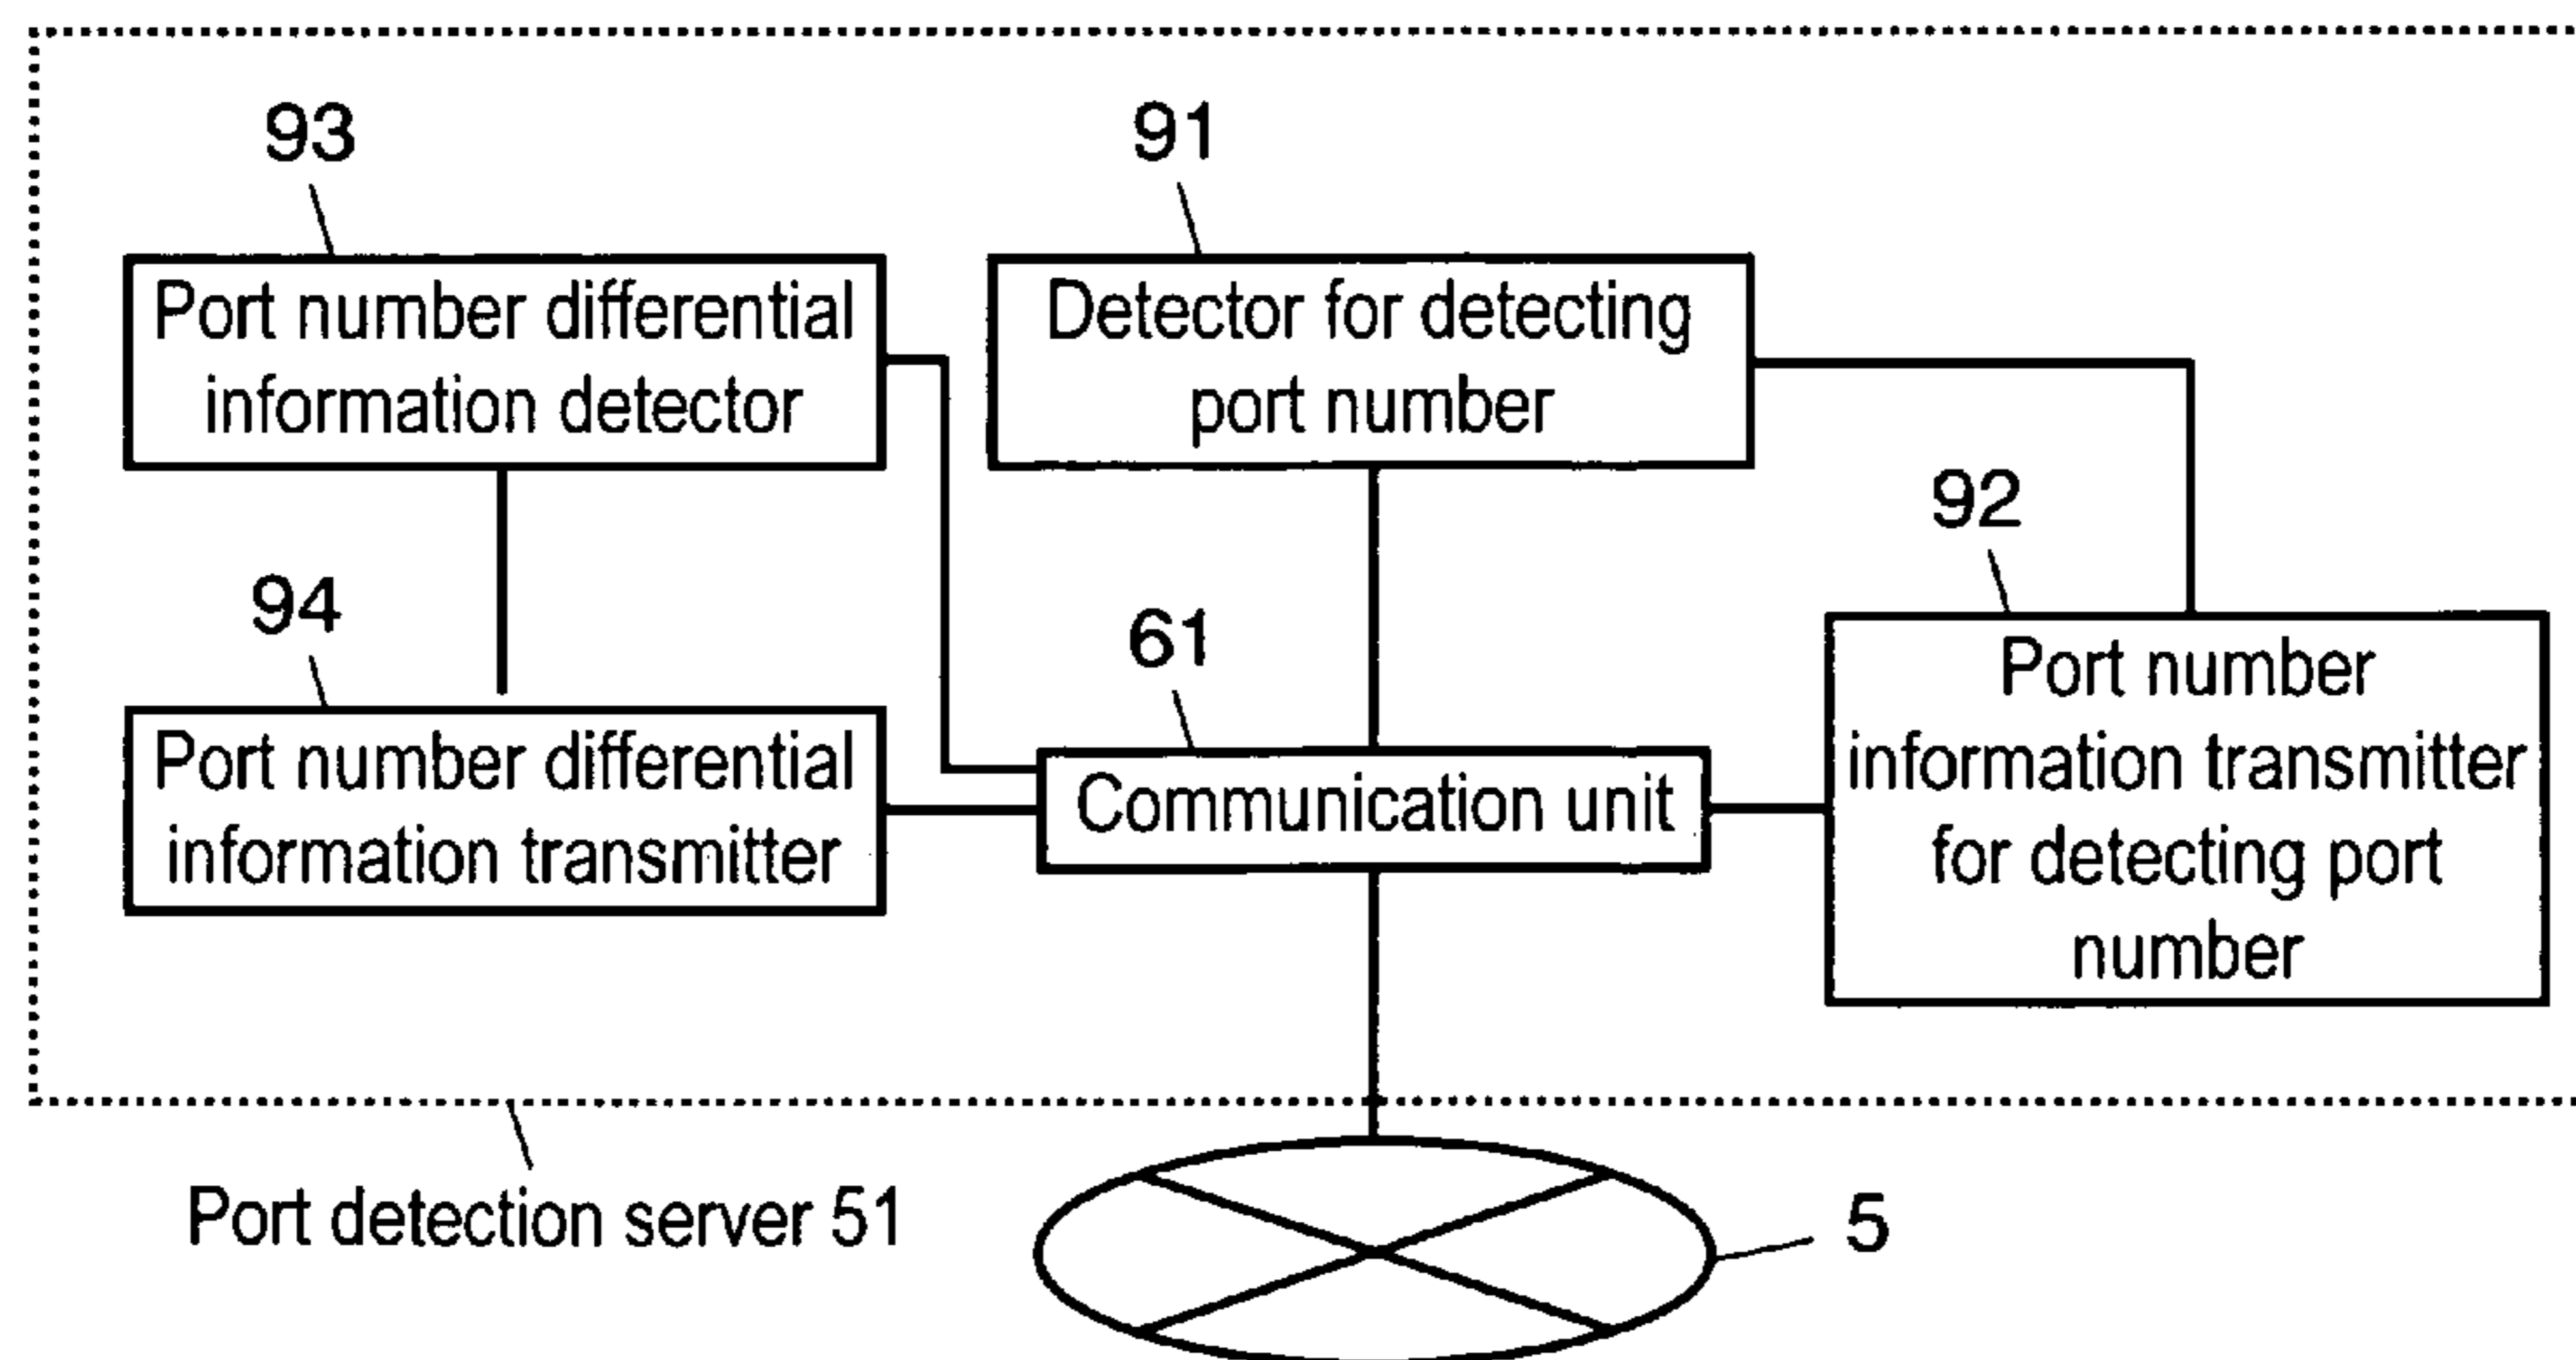 93
91
Port number differential
information detector
Detector for detecting
port number
92
94
61
Port number differential
information transmitter
Communication unit
Port number
information transmitter
for detecting port
number
Port detection server 51
5